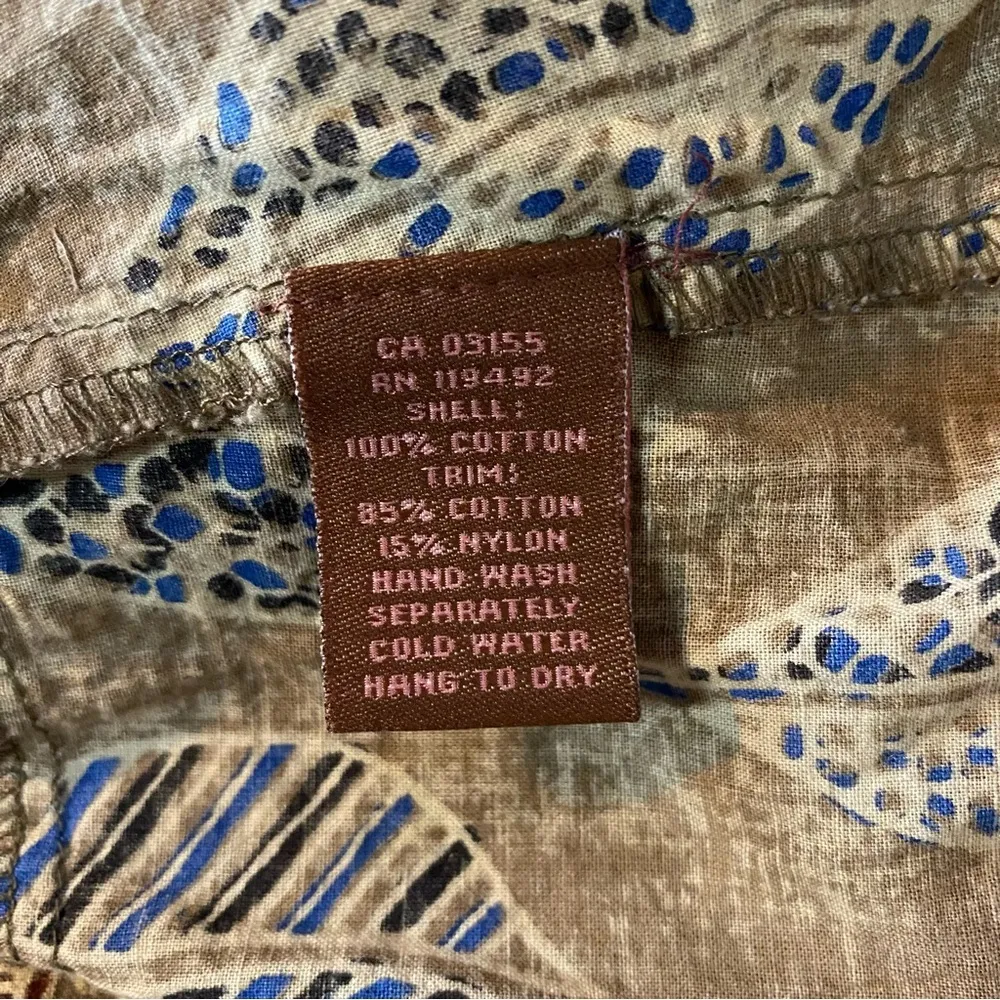 CA 03155
RN 119492
SHELL:
100% COTTON
TRIM:
85% COTTON
15% NYLON
HAND WASH
SEPARATELY
COLD WATER
HANG TO DRY